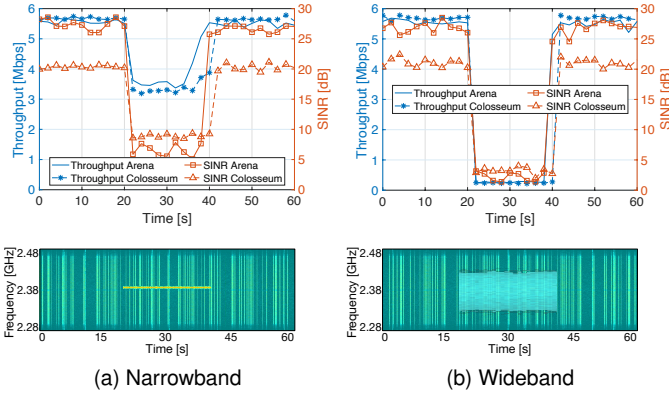 6
5
4
3
2
1
0
Throughput [Mbps]
30
25
20
15
10
5
0
SINR [dB]
Throughput Arena
Throughput Colosseum
SINR Arena
SINR Colosseum
0 10 20 30 40 50 60
Time [s]
6
5
4
3
2
1
0
Throughput [Mbps]
30
25
20
15
10
5
0
SINR [dB]
Throughput Arena
Throughput Colosseum
SINR Arena
SINR Colosseum
0 10 20 30 40 50 60
Time [s]
2.48
2.38
2.28
Frequency [GHz]
0 15 30 45 60
Time [s]
2.48
2.38
2.28
Frequency [GHz]
0 15 30 45 60
Time [s]
(a) Narrowband
(b) Wideband